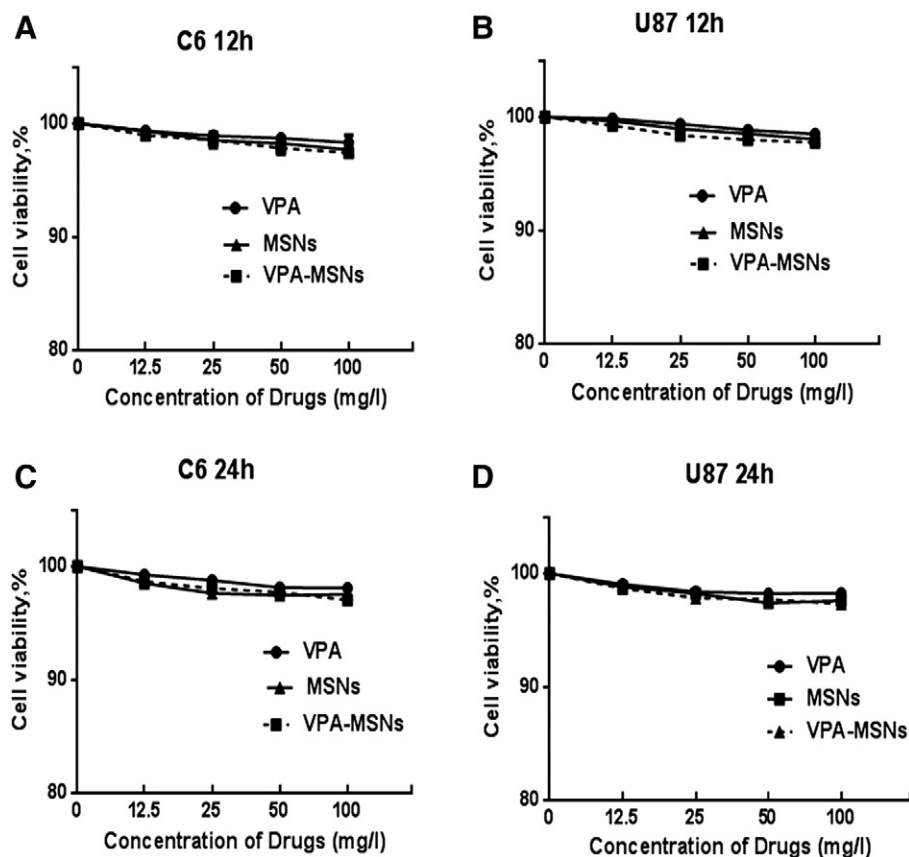 A
C6 12h
Cell viability,%
100
90
80
VPA
MSNs
VPA-MSNs
0 12.5 25 50 100
Concentration of Drugs (mg/l)
B
U87 12h
Cell viability,%
100
90
80
VPA
MSNs
VPA-MSNs
0 12.5 25 50 100
Concentration of Drugs (mg/l)
C
C6 24h
Cell viability,%
100
90
80
VPA
MSNs
VPA-MSNs
0 12.5 25 50 100
Concentration of Drugs (mg/l)
D
U87 24h
Cell viability,%
100
90
80
VPA
MSNs
VPA-MSNs
0 12.5 25 50 100
Concentration of Drugs (mg/l)